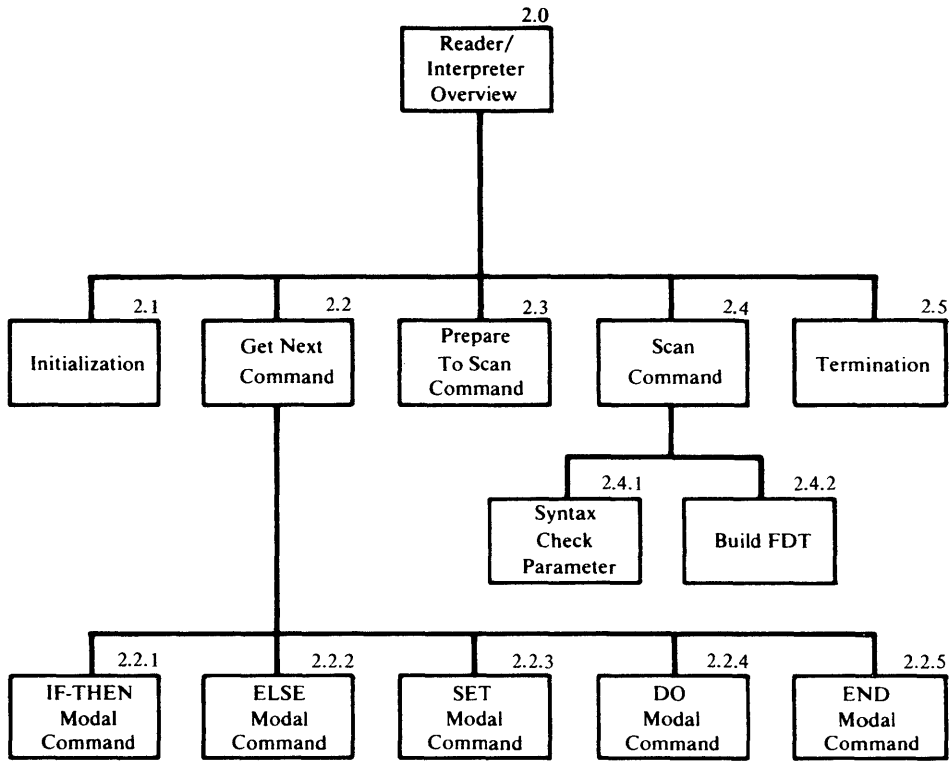 2.0
Reader/
Interpreter
Overview
2.1
Initialization
2.2
Get Next
Command
2.3
Prepare
To Scan
Command
2.4
Scan
Command
2.5
Termination
2.4.1
Syntax
Check
Parameter
2.4.2
Build FDT
2.2.1
IF-THEN
Modal
Command
2.2.2
ELSE
Modal
Command
2.2.3
SET
Modal
Command
2.2.4
DO
Modal
Command
2.2.5
END
Modal
Command